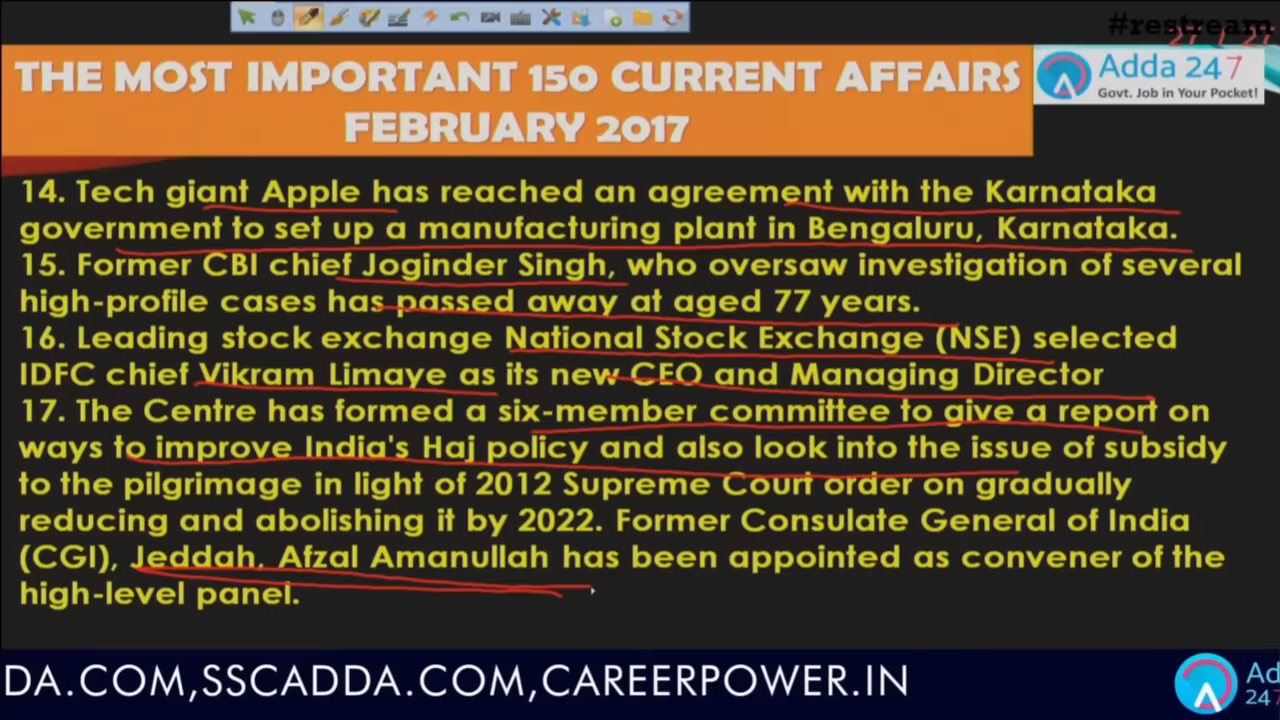 #restream
THE MOST IMPORTANT 150 CURRENT AFFAIRS
FEBRUARY 2017
Adda 247
Govt. Job in Your Pocket!
14. Tech giant Apple has reached an agreement with the Karnataka
government to set up a manufacturing plant in Bengaluru, Karnataka.
15. Former CBI chief Joginder Singh, who oversaw investigation of several
high-profile cases has passed away at aged 77 years.
16. Leading stock exchange National Stock Exchange (NSE) selected
IDFC chief Vikram Limaye as its new CEO and Managing Director
17. The Centre has formed a six-member committee to give a report on
ways to improve India's Haj policy and also look into the issue of subsidy
to the pilgrimage in light of 2012 Supreme Court order on gradually
reducing and abolishing it by 2022. Former Consulate General of India
(CGI), Jeddah, Afzal Amanullah has been appointed as convener of the
high-level panel.
DA.COM,SSCADDA.COM,CAREERPOWER.IN
Ad
247